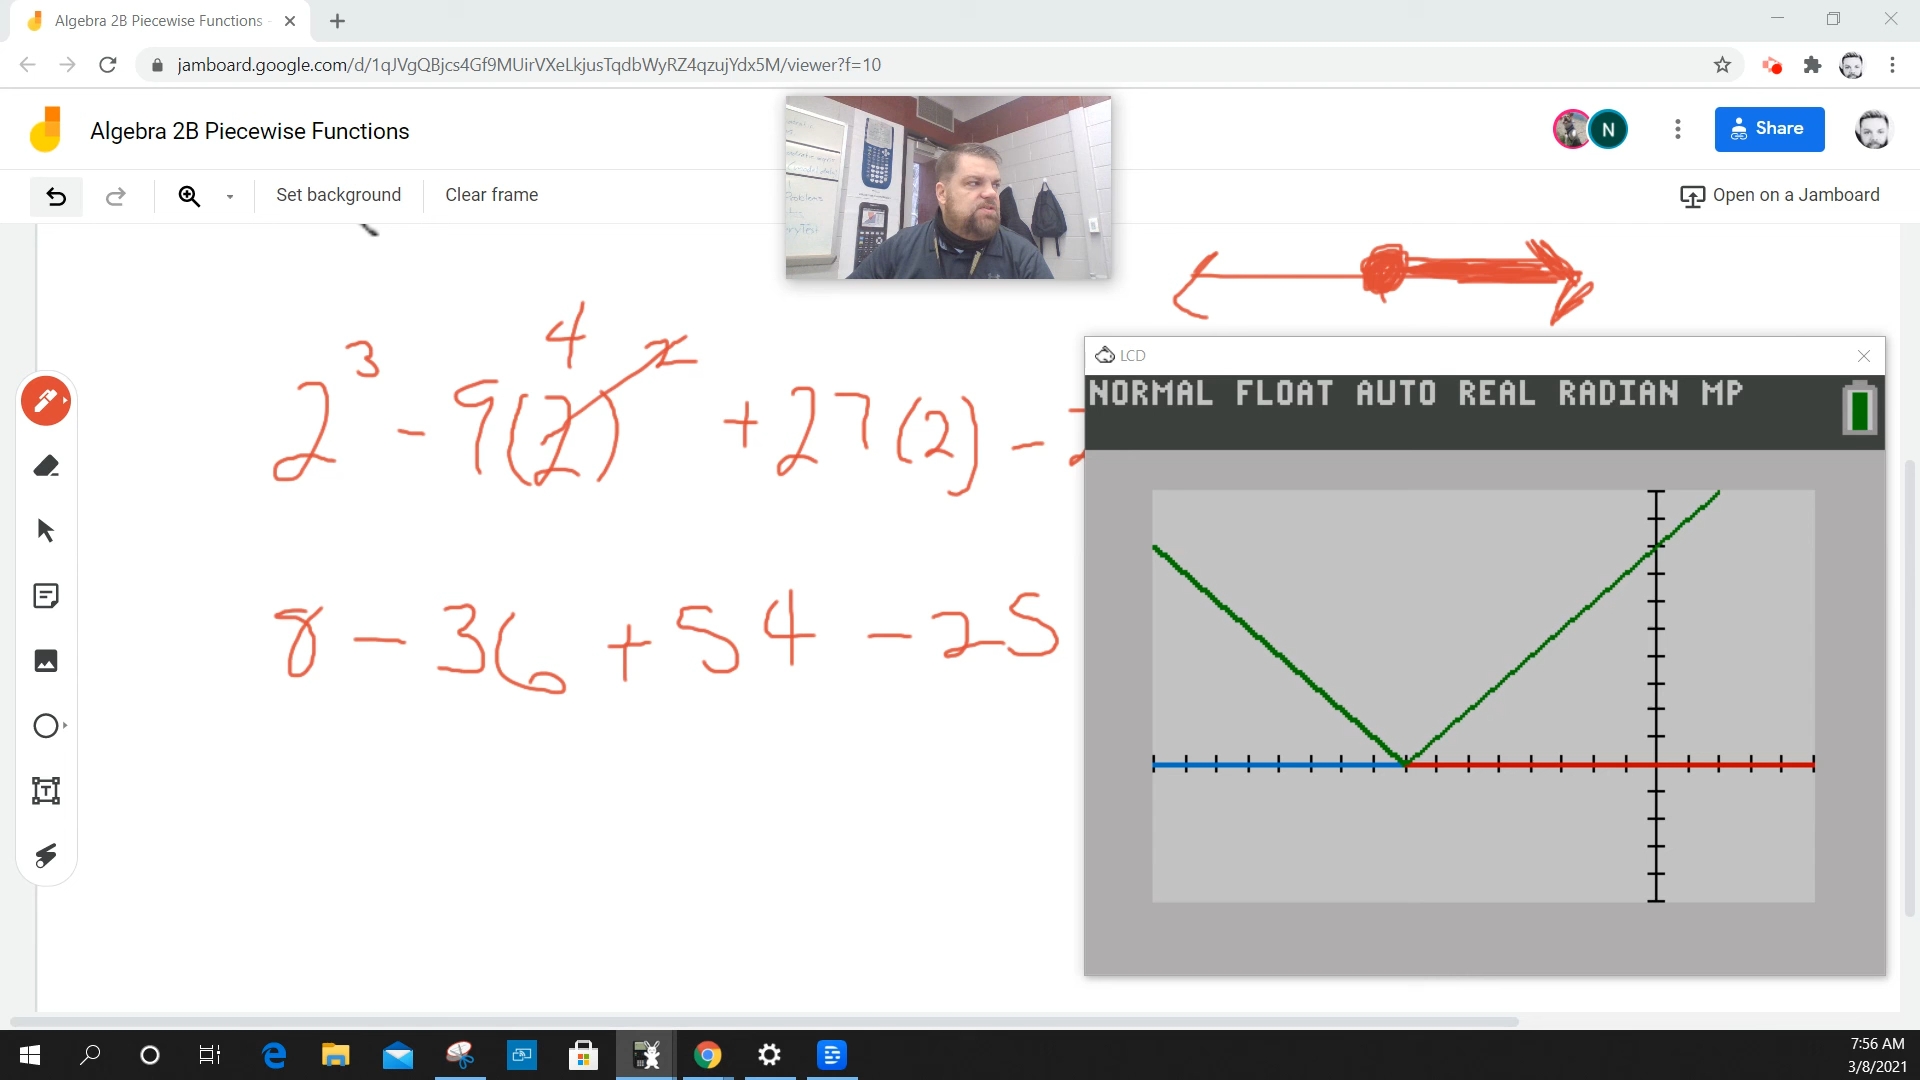 Algebra 2B Piecewise Functions -
jamboard.google.com/d/1qJVgQBjcs4Gf9MUirVXeLkjusTqdbWyRZ4qzujYdx5M/viewer?f=10
Algebra 2B Piecewise Functions
N
Share
Set background
Clear frame
Open on a Jamboard
4
2³ - 9(2)² + 27(2) - 2
8 - 36 + 54 - 25
LCD
NORMAL FLOAT AUTO REAL RADIAN MP
7:56 AM
3/8/2021